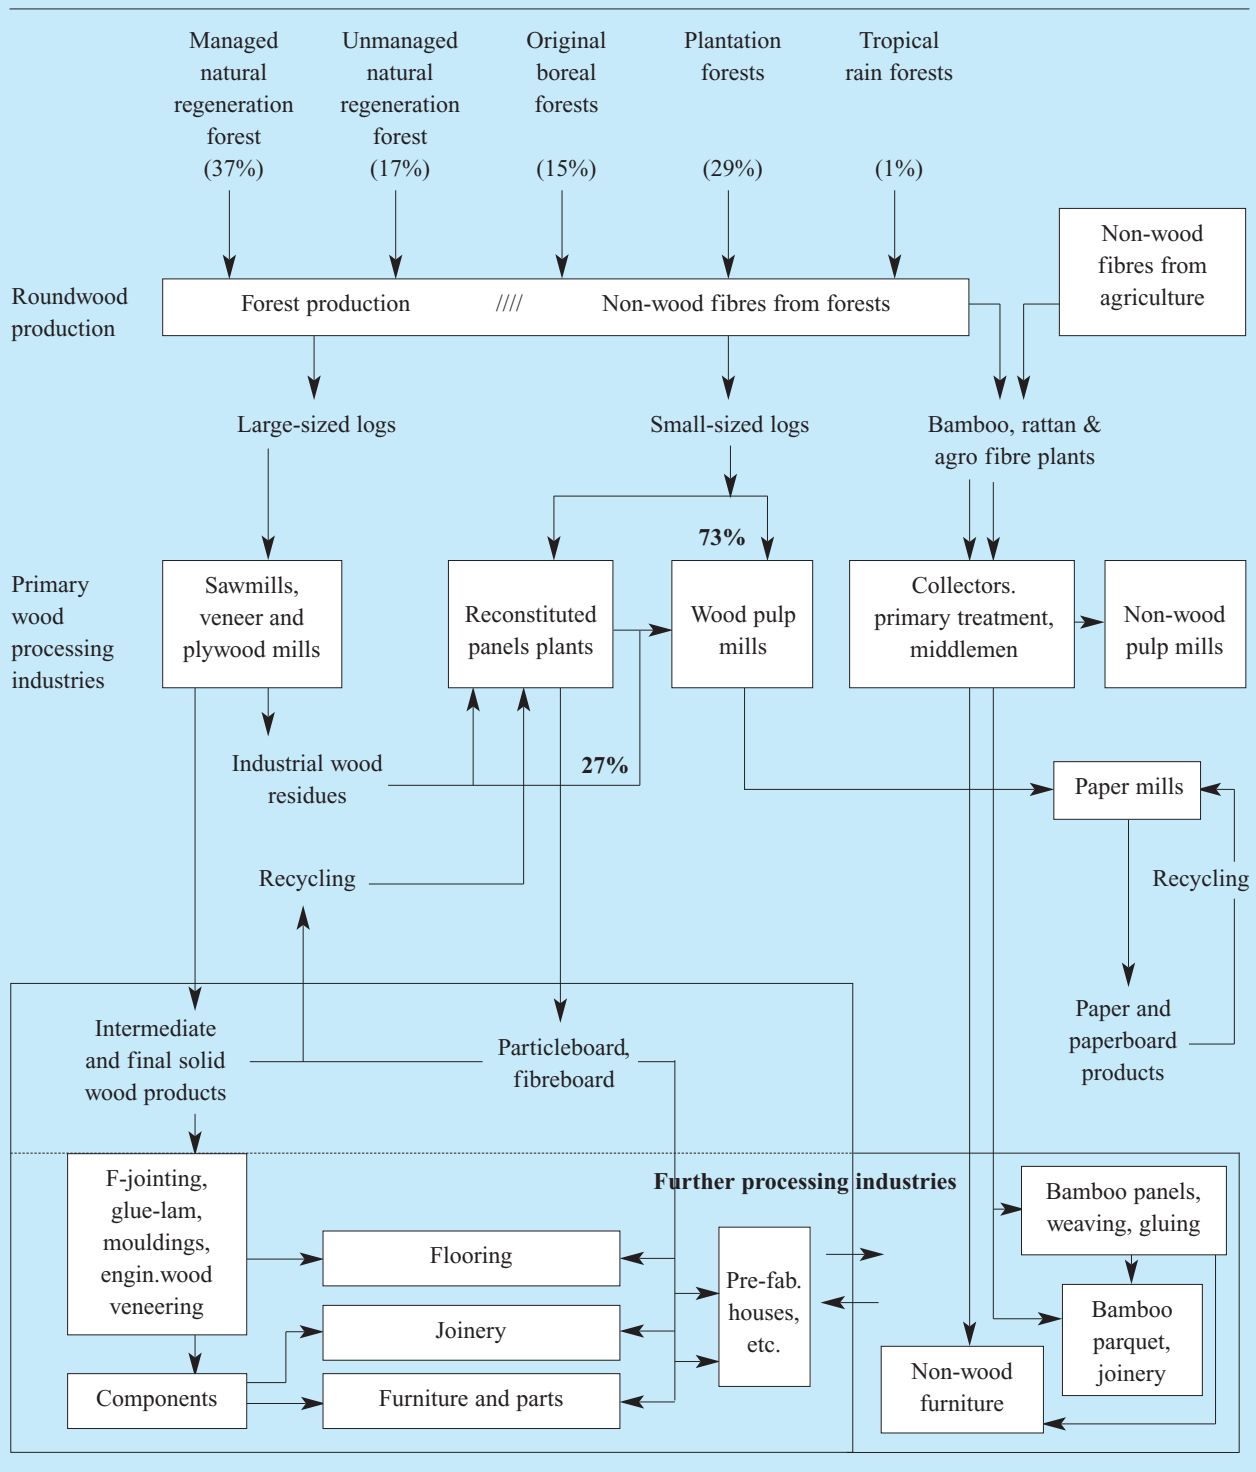 Managed
natural
regeneration
forest
(37%)
Unmanaged
natural
regeneration
forest
(17%)
Original
boreal
forests
(15%)
Plantation
forests
(29%)
Tropical
rain forests
(1%)
Non-wood
fibres from
agriculture
Roundwood
production
Forest production //// Non-wood fibres from forests
Large-sized logs
Small-sized logs
Bamboo, rattan &
agro fibre plants
73%
Primary
wood
processing
industries
Sawmills,
veneer and
plywood mills
Reconstituted
panels plants
Wood pulp
mills
Collectors.
primary treatment,
middlemen
Non-wood
pulp mills
Industrial wood
residues
27%
Paper mills
Recycling
Recycling
Intermediate
and final solid
wood products
Particleboard,
fibreboard
Paper and
paperboard
products
Further processing industries
F-jointing,
glue-lam,
mouldings,
engin.wood
veneering
Flooring
Joinery
Components
Furniture and parts
Pre-fab.
houses,
etc.
Bamboo panels,
weaving, gluing
Bamboo
parquet,
joinery
Non-wood
furniture